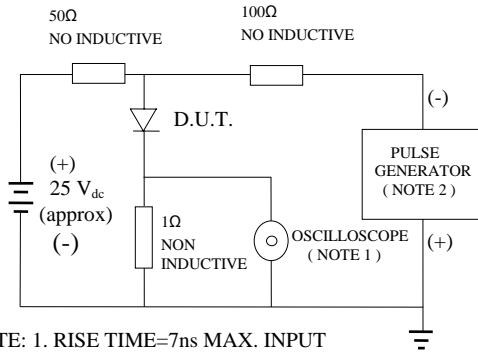 50Ω
NO INDUCTIVE
100Ω
NO INDUCTIVE
(-)
D.U.T.
PULSE
GENERATOR
( NOTE 2 )
(+)
25 Vdc
(approx)
(-)
1Ω
NON
INDUCTIVE
OSCILLOSCOPE
( NOTE 1 )
(+)
TE: 1. RISE TIME=7ns MAX. INPUT